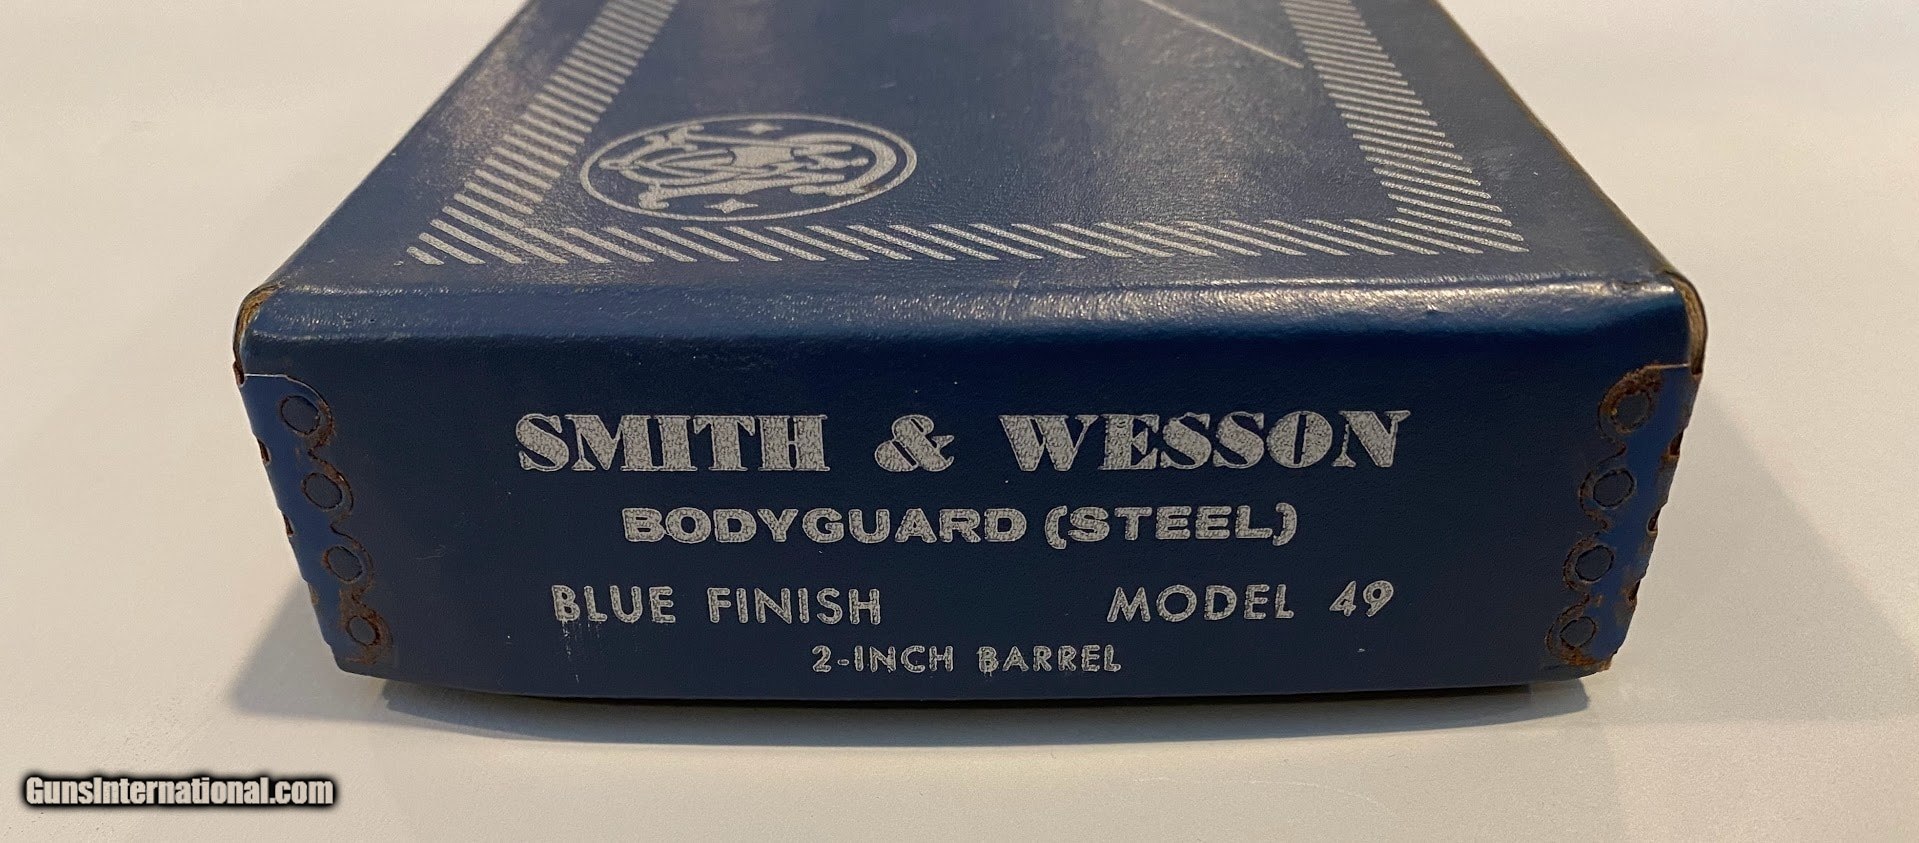 SMITH & WESSON
BODYGUARD (STEEL)
BLUE FINISH MODEL 49
2-INCH BARREL
GunsInternational.com